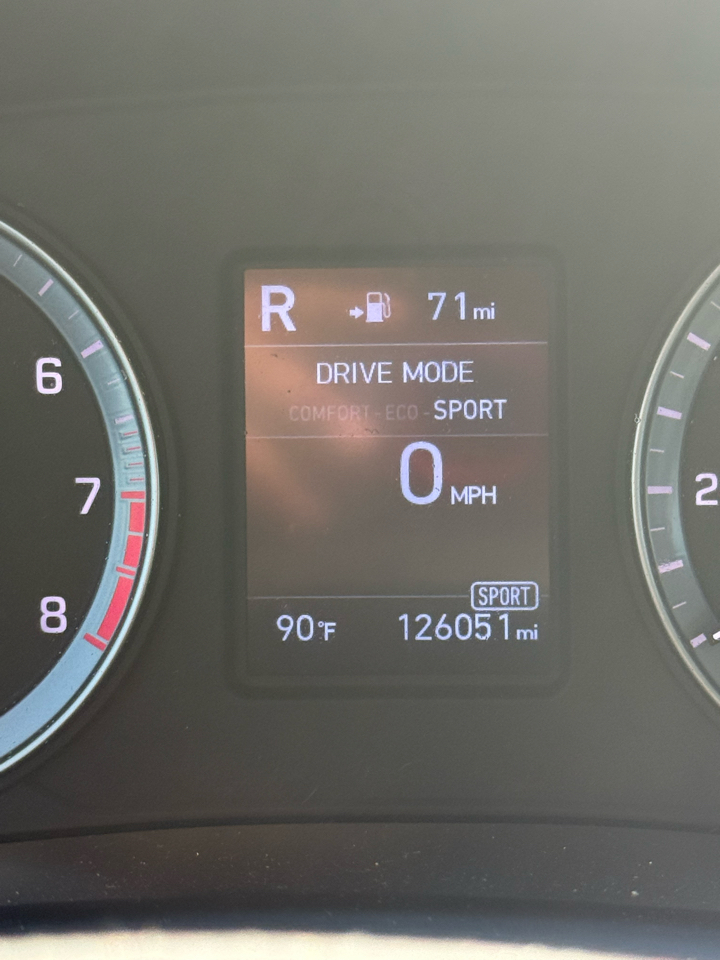 R 71mi
DRIVE MODE
COMFORT - ECO - SPORT
6
0 MPH
7
2
SPORT
8
90°F 126051mi